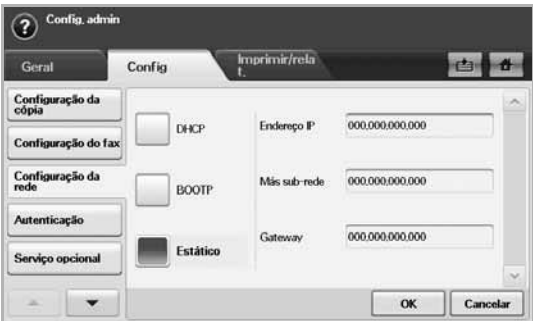 Config. admin
Geral
Config
Imprimir/rela
t.
Configuração da
cópia
Configuração do fax
Configuração da
rede
Autenticação
Serviço opcional
DHCP
BOOTP
Estático
Endereço IP
000,000,000,000
Más sub-rede
000,000,000,000
Gateway
000,000,000,000
OK
Cancelar